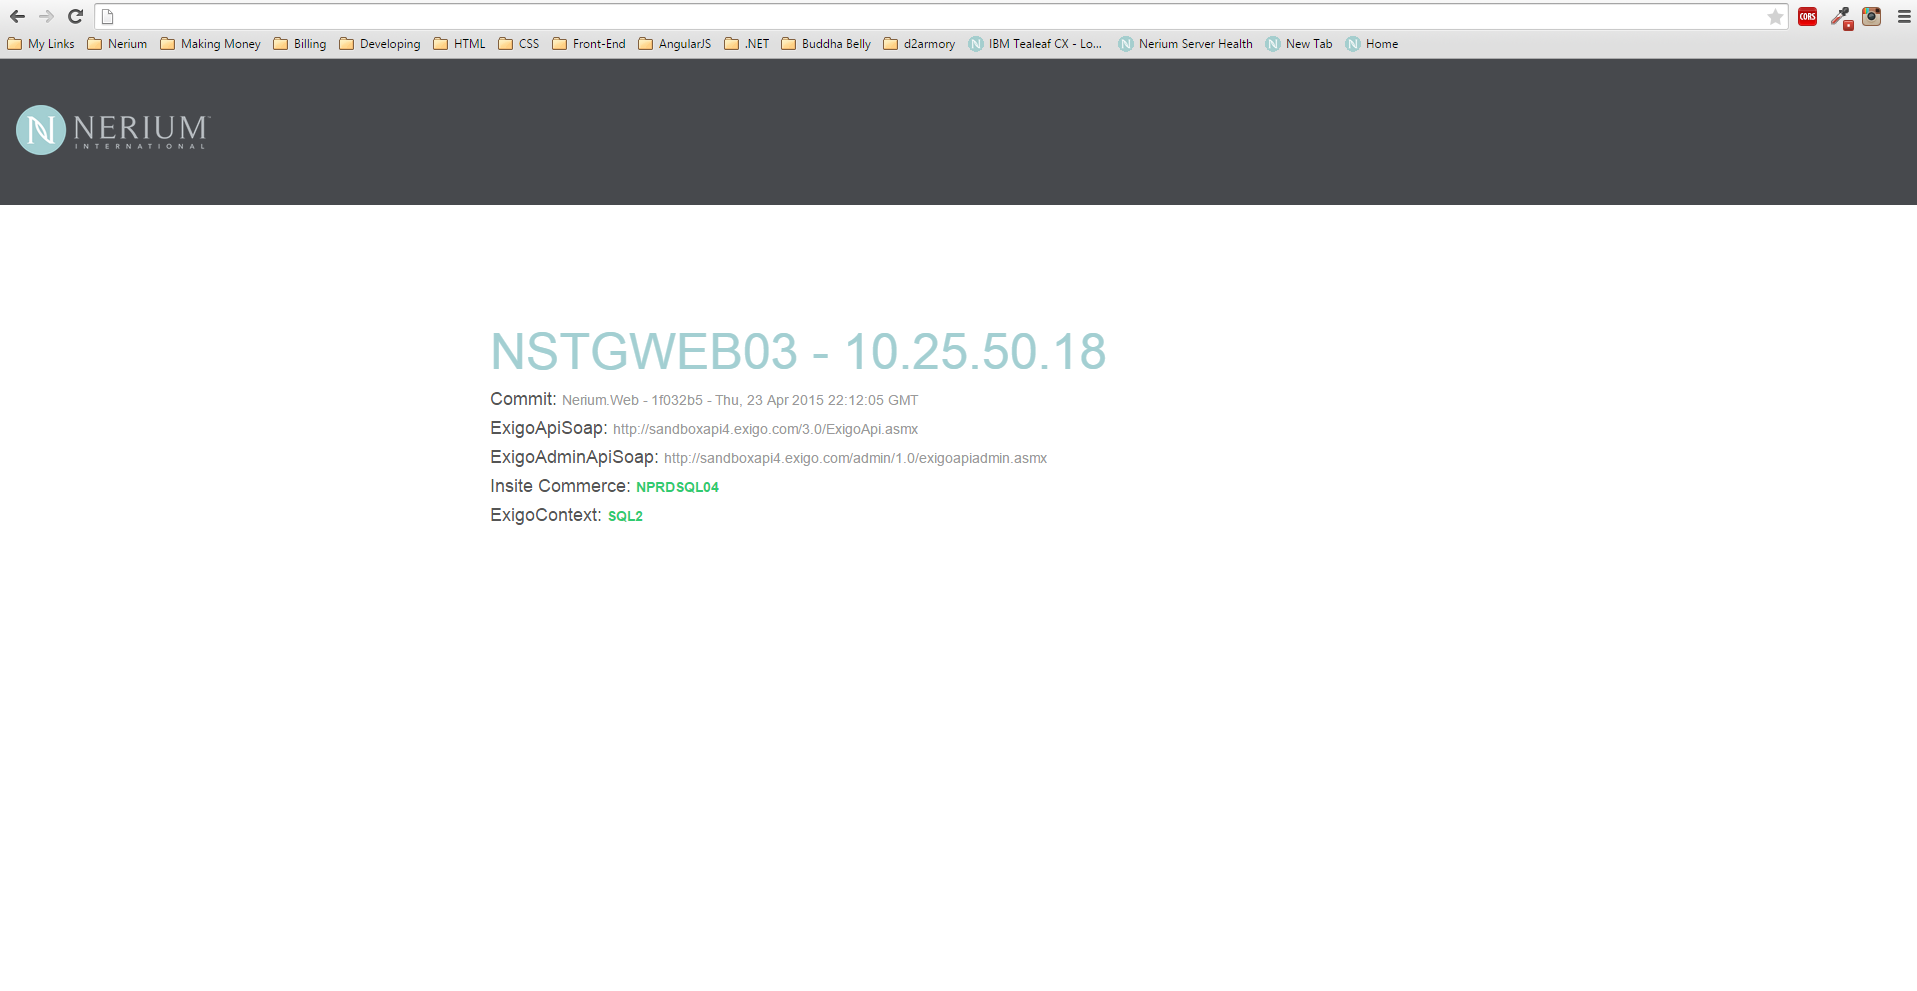 CORS
My Links Nerium Making Money Billing Developing HTML CSS Front-End AngularJS .NET Buddha Belly d2armory IBM Tealeaf CX - Lo... Nerium Server Health New Tab Home
N NERIUM™
INTERNATIONAL
NSTGWEB03 - 10.25.50.18
Commit: Nerium.Web - 1f032b5 - Thu, 23 Apr 2015 22:12:05 GMT
ExigoApiSoap: http://sandboxapi4.exigo.com/3.0/ExigoApi.asmx
ExigoAdminApiSoap: http://sandboxapi4.exigo.com/admin/1.0/exigoapiadmin.asmx
Insite Commerce: NPRDSQL04
ExigoContext: SQL2